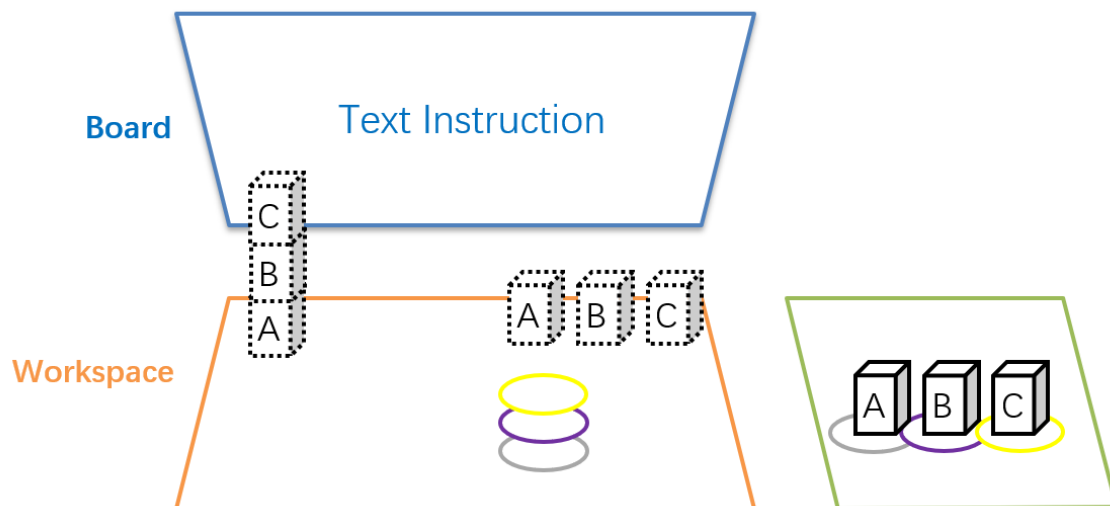 Text Instruction
Board
C
B
A
A B C
Workspace
A B C